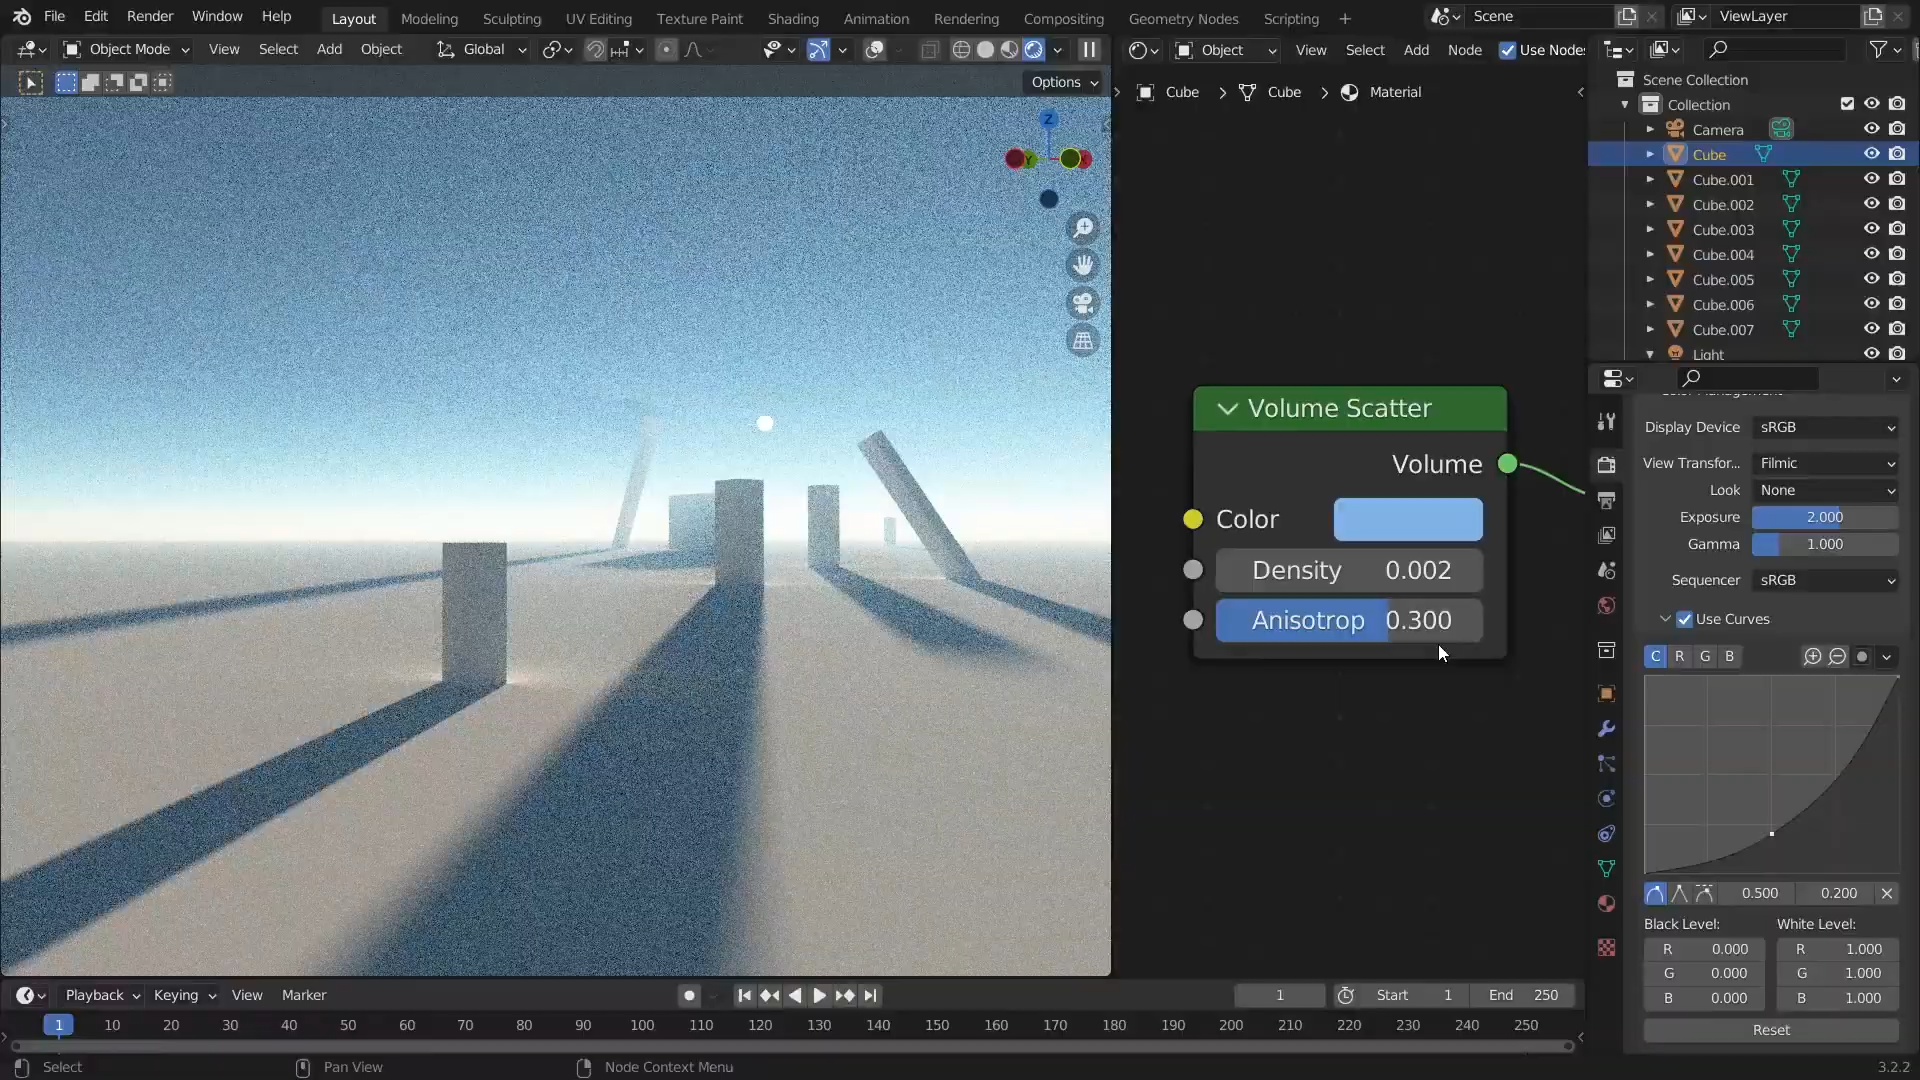 File Edit Render Window Help Layout Modeling Sculpting UV Editing Texture Paint Shading Animation Rendering Compositing Geometry Nodes Scripting + Scene ViewLayer
Object Mode View Select Add Object Global Object View Select Add Node Use Nodes
Options
Cube > Cube > Material
Scene Collection
Collection
Camera
Cube
Cube.001
Cube.002
Cube.003
Cube.004
Cube.005
Cube.006
Cube.007
Light
Z
Y
Volume Scatter
Volume
Color
Density 0.002
Anisotrop 0.300
Color Management
Display Device sRGB
View Transfor... Filmic
Look None
Exposure 2.000
Gamma 1.000
Sequencer sRGB
Use Curves
C R G B
0.500 0.200
Black Level: White Level:
R 0.000 R 1.000
G 0.000 G 1.000
B 0.000 B 1.000
Reset
Playback Keying View Marker 1 Start 1 End 250
1 10 20 30 40 50 60 70 80 90 100 110 120 130 140 150 160 170 180 190 200 210 220 230 240 250
Select Pan View Node Context Menu 3.2.2